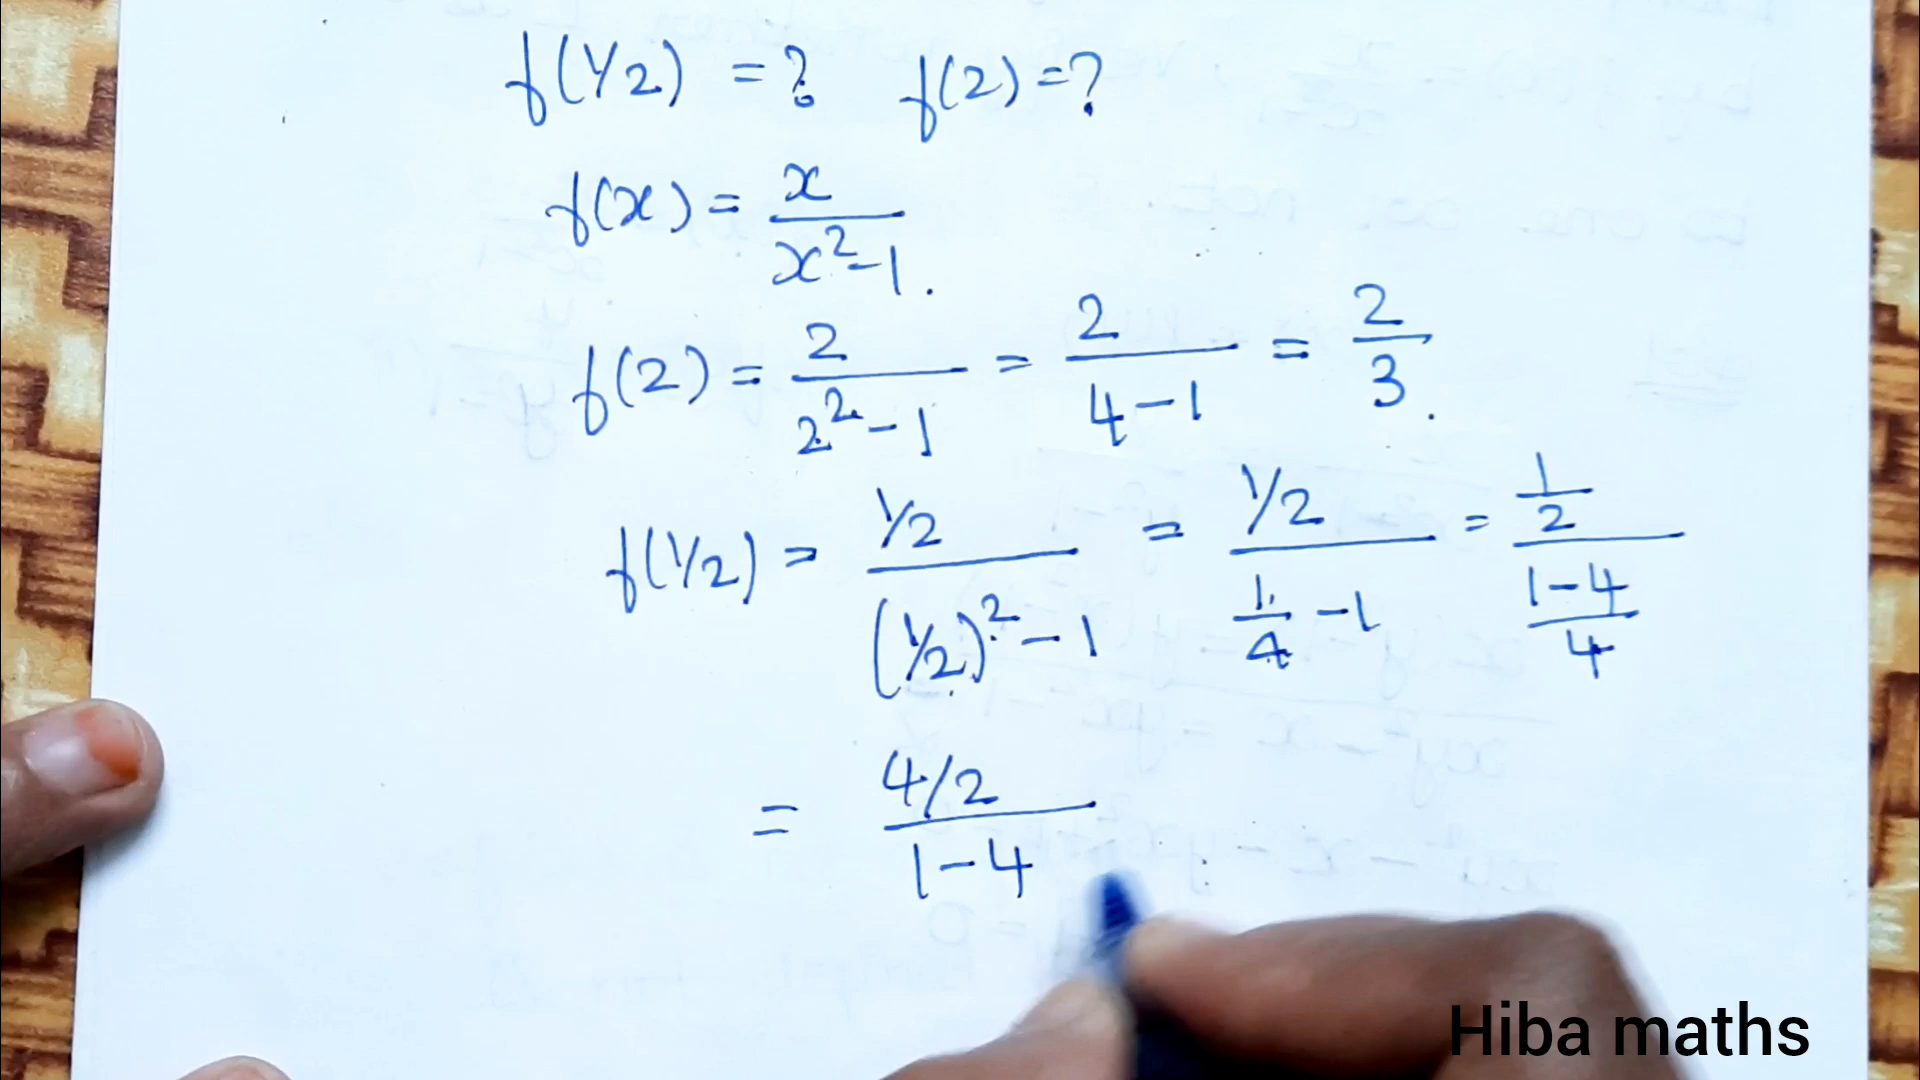 f(1/2) = ? f(2) = ?
f(x) = x/(x²-1).
f(2) = 2/(2²-1) = 2/(4-1) = 2/3.
f(1/2) = (1/2)/((1/2)²-1) = (1/2)/(1/4 -1) = (1/2)/((1-4)/4)
= (4/2)/(1-4)
Hiba maths